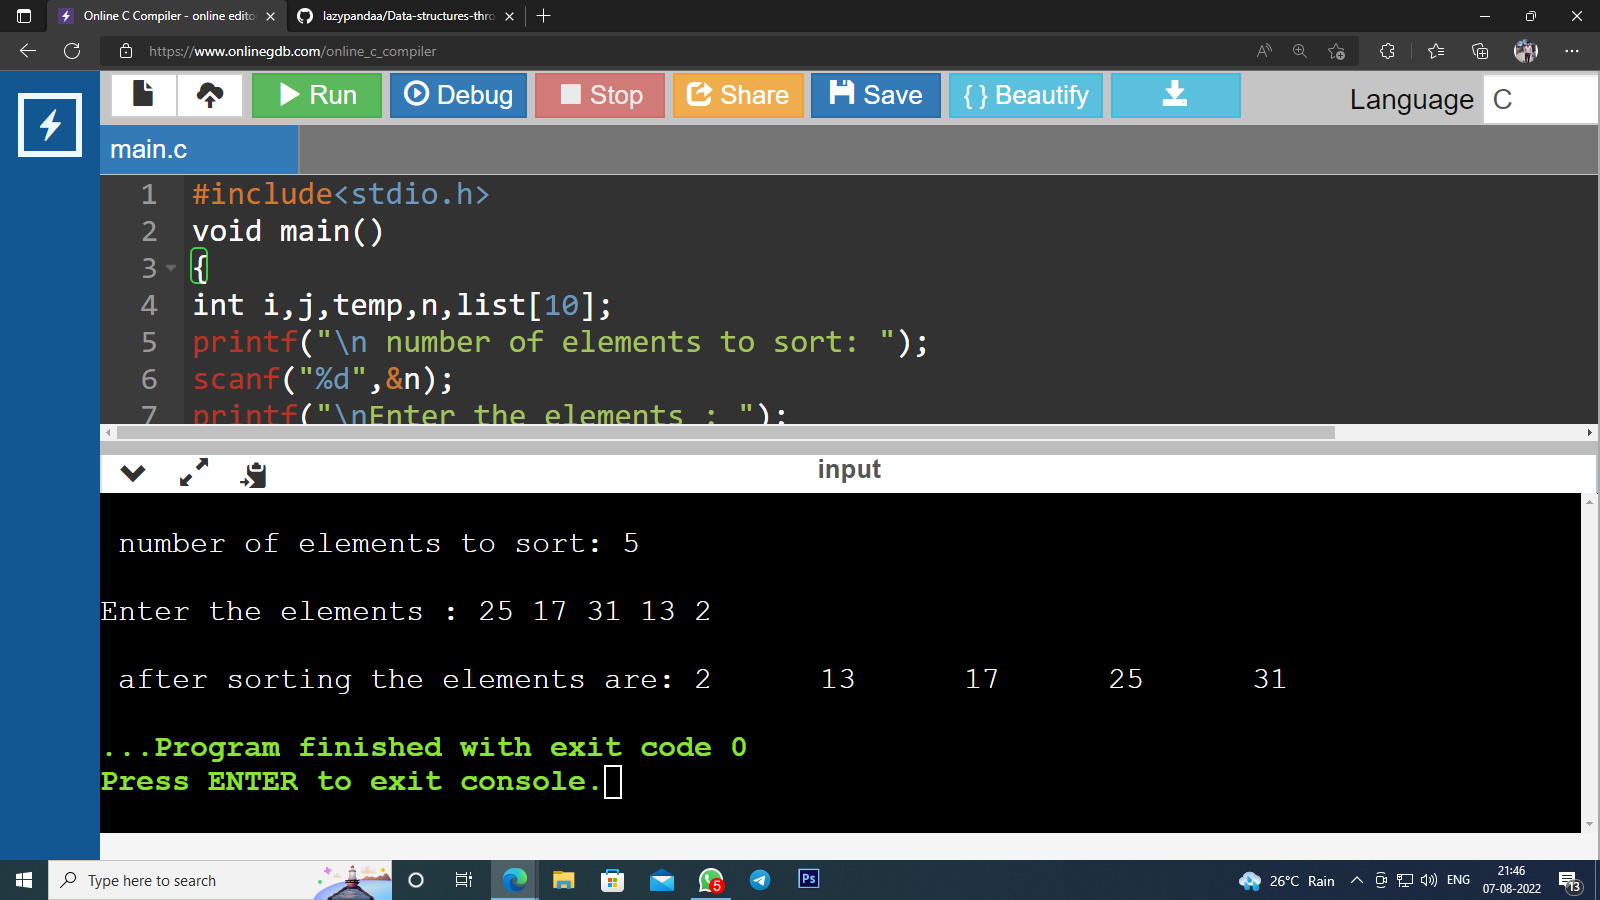 Online C Compiler - online edito
lazypandaa/Data-structures-thro
https://www.onlinegdb.com/online_c_compiler
Run
Debug
Stop
Share
Save
{ } Beautify
Language C
main.c
1 #include<stdio.h>
2 void main()
3 {
4 int i,j,temp,n,list[10];
5 printf("\n number of elements to sort: ");
6 scanf("%d",&n);
7 printf("\nEnter the elements : ");
input
number of elements to sort: 5
Enter the elements : 25 17 31 13 2
after sorting the elements are: 2 13 17 25 31
...Program finished with exit code 0
Press ENTER to exit console.
Type here to search
5
Ps
26°C Rain
ENG
21:46
07-08-2022
13